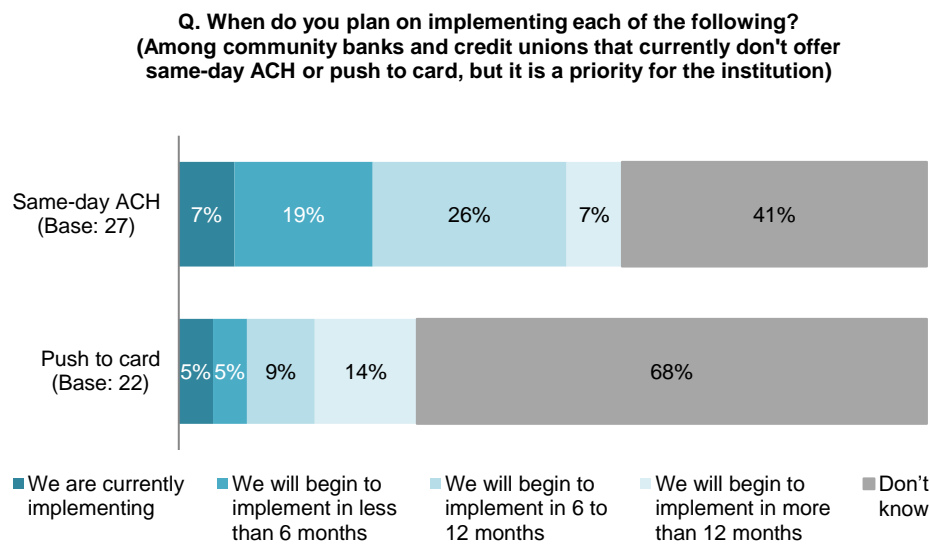 Q. When do you plan on implementing each of the following?
(Among community banks and credit unions that currently don't offer
same-day ACH or push to card, but it is a priority for the institution)
Same-day ACH
(Base: 27)
7% 19% 26% 7% 41%
Push to card
(Base: 22)
5% 5% 9% 14% 68%
We are currently
implementing
We will begin to
implement in less
than 6 months
We will begin to
implement in 6 to
12 months
We will begin to
implement in more
than 12 months
Don’t
know